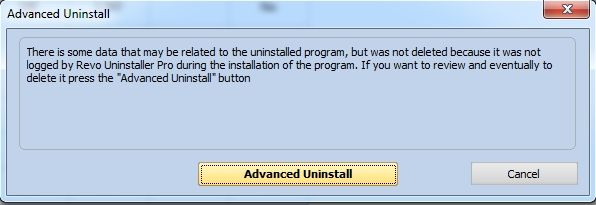 Advanced Uninstall
There is some data that may be related to the uninstalled program, but was not deleted because it was not
logged by Revo Uninstaller Pro during the installation of the program. If you want to review and eventually to
delete it press the "Advanced Uninstall" button
Advanced Uninstall
Cancel